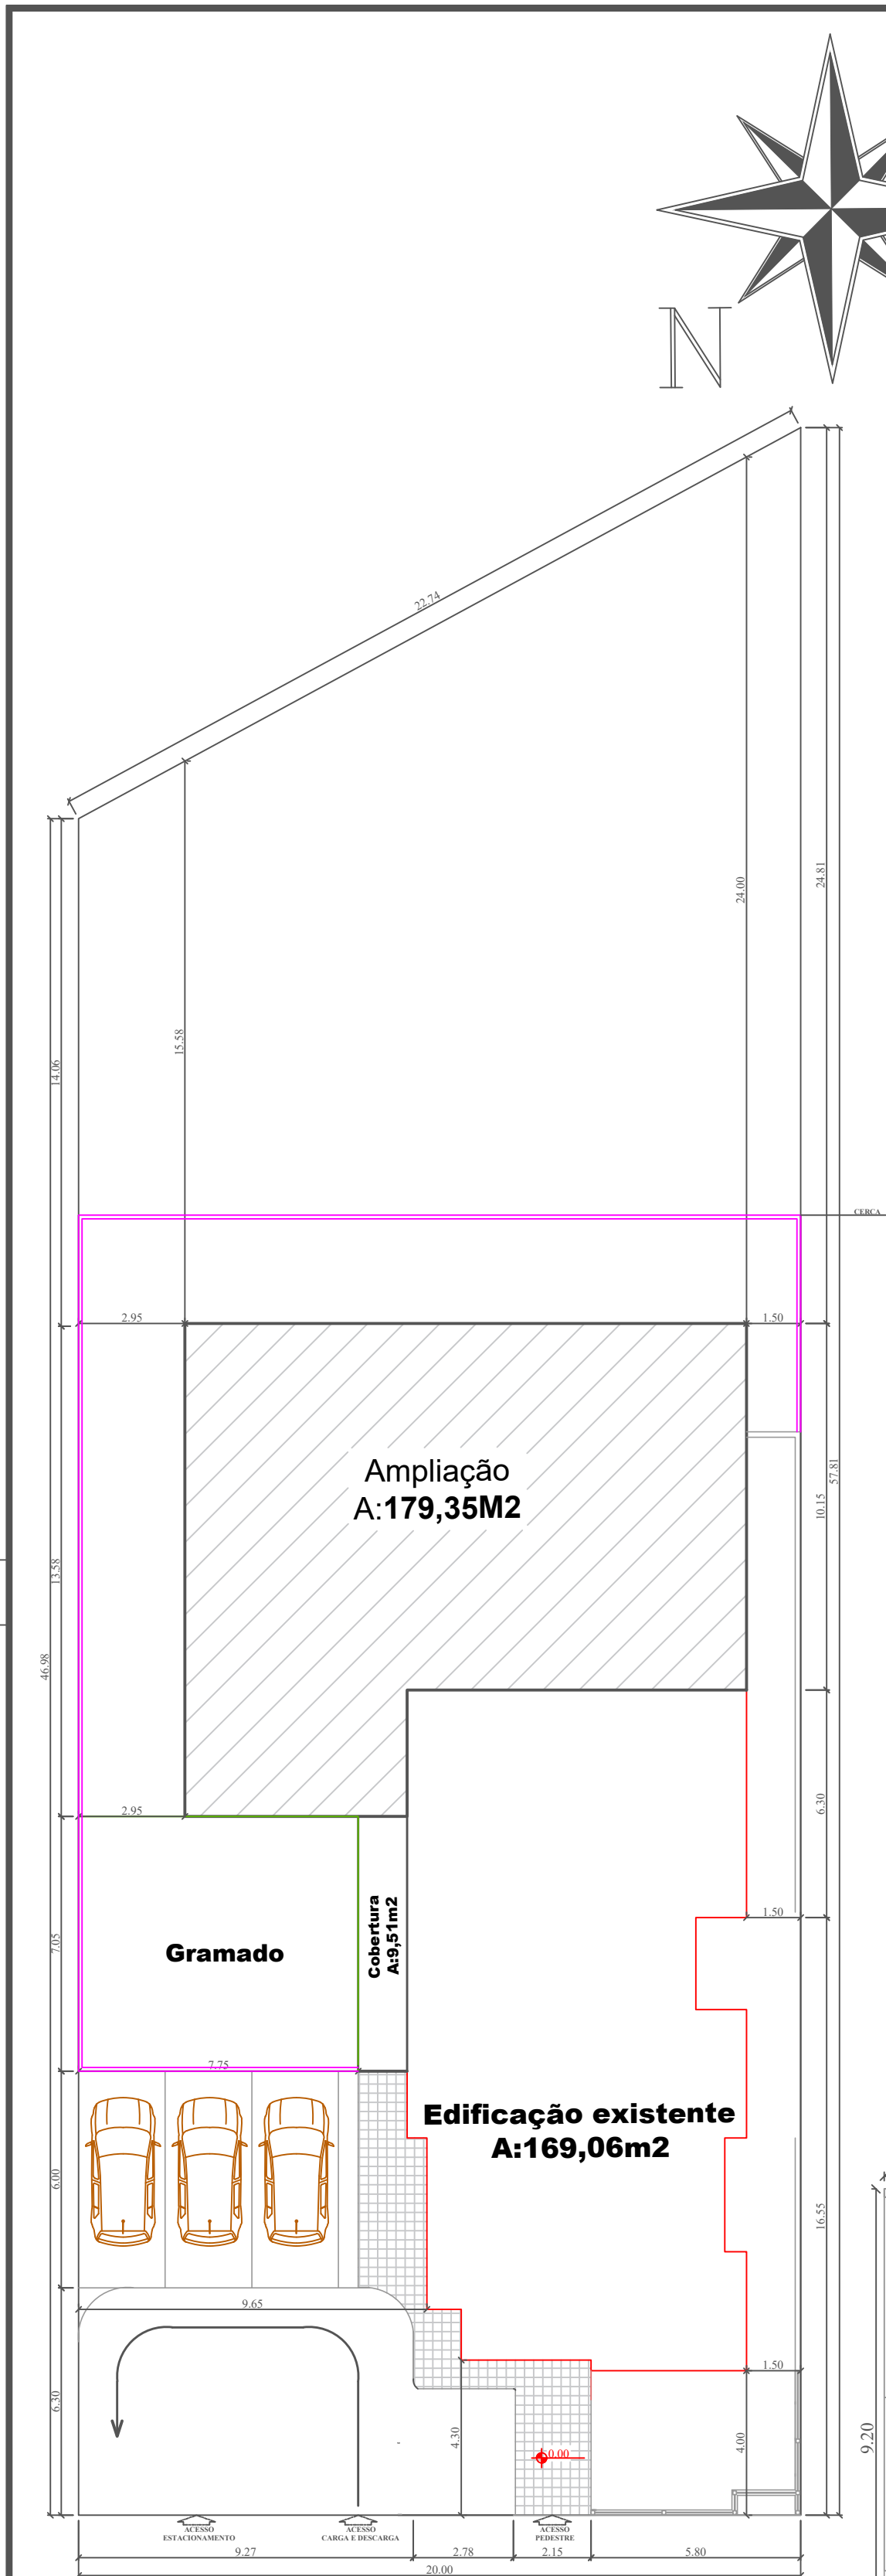 N
22.74
24.81
24.00
15.58
14.06
CERCA
2.95
1.50
Ampliação
A:179,35M2
57.81
10.15
13.58
46.98
2.95
6.30
Cobertura
A:9,51m2
1.50
Gramado
7.05
7.75
Edificação existente
A:169,06m2
6.00
16.55
9.65
1.50
6.30
4.30
4.00
9.20
0.00
ACESSO
ESTACIONAMENTO
ACESSO
CARGA E DESCARGA
ACESSO
PEDESTRE
9.27
2.78
2.15
5.80
20.00